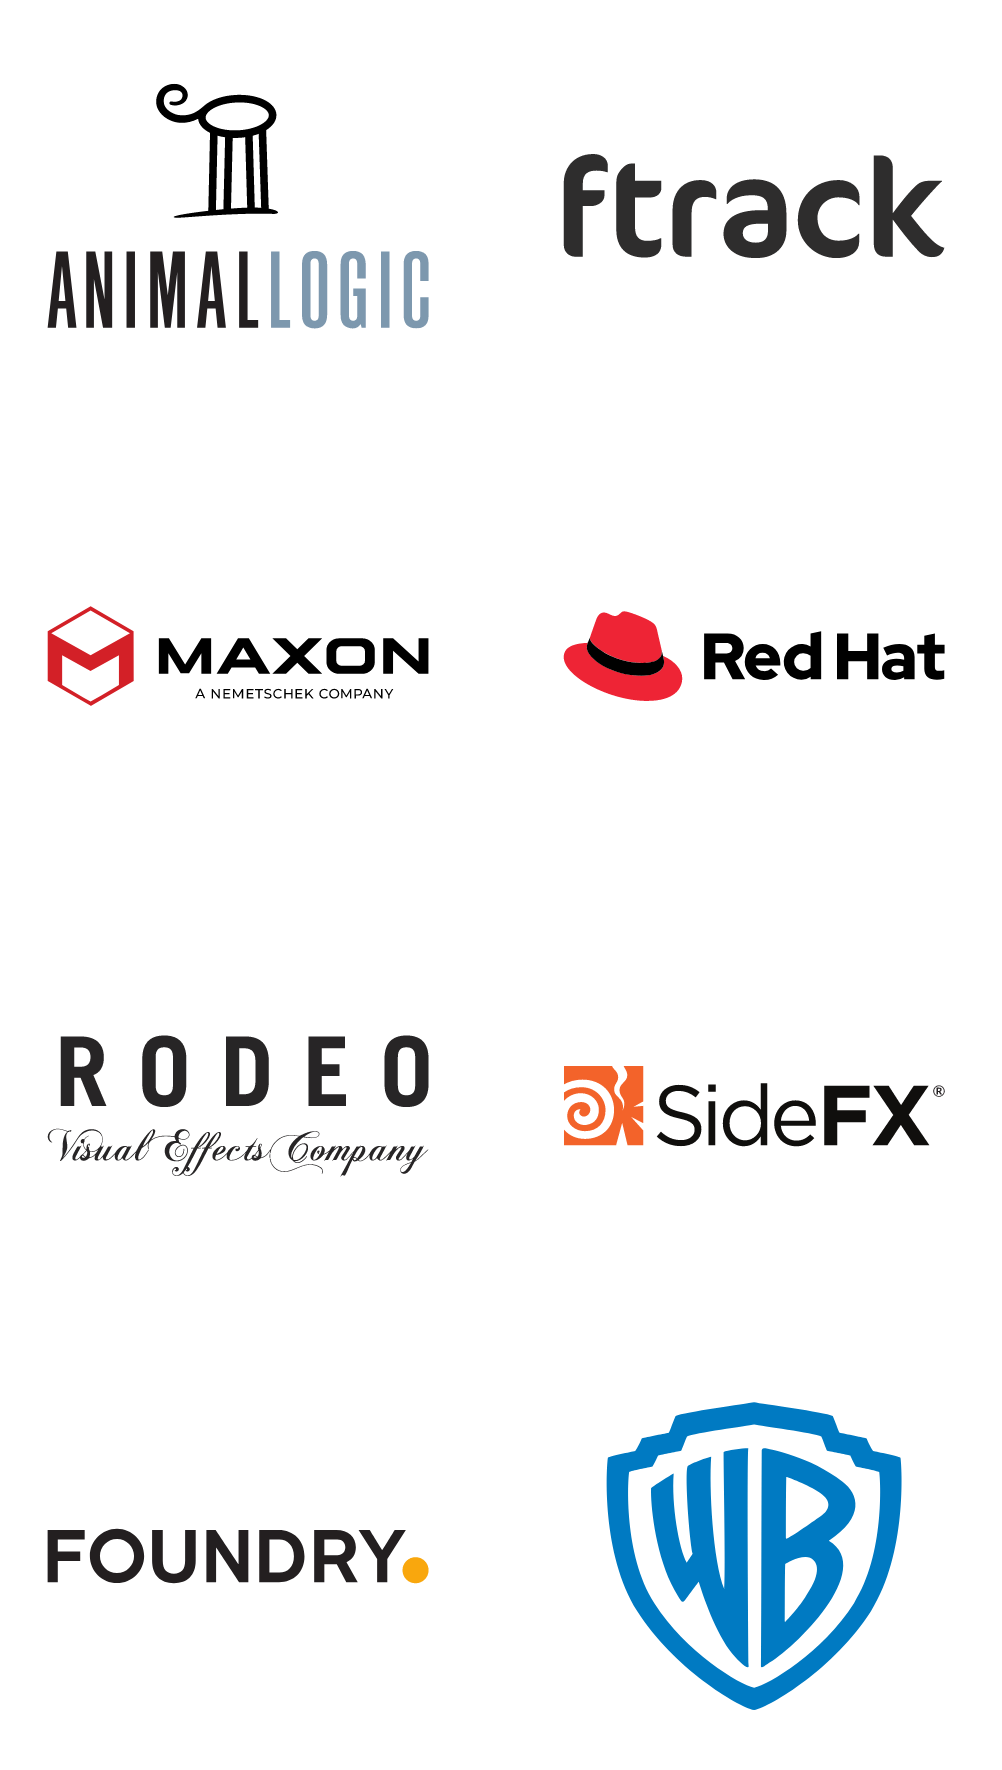 ANIMALLOGIC
ftrack
MAXON
A NEMETSCHEK COMPANY
Red Hat
RODEO
Visual Effects Company
SideFX®
FOUNDRY.
WB